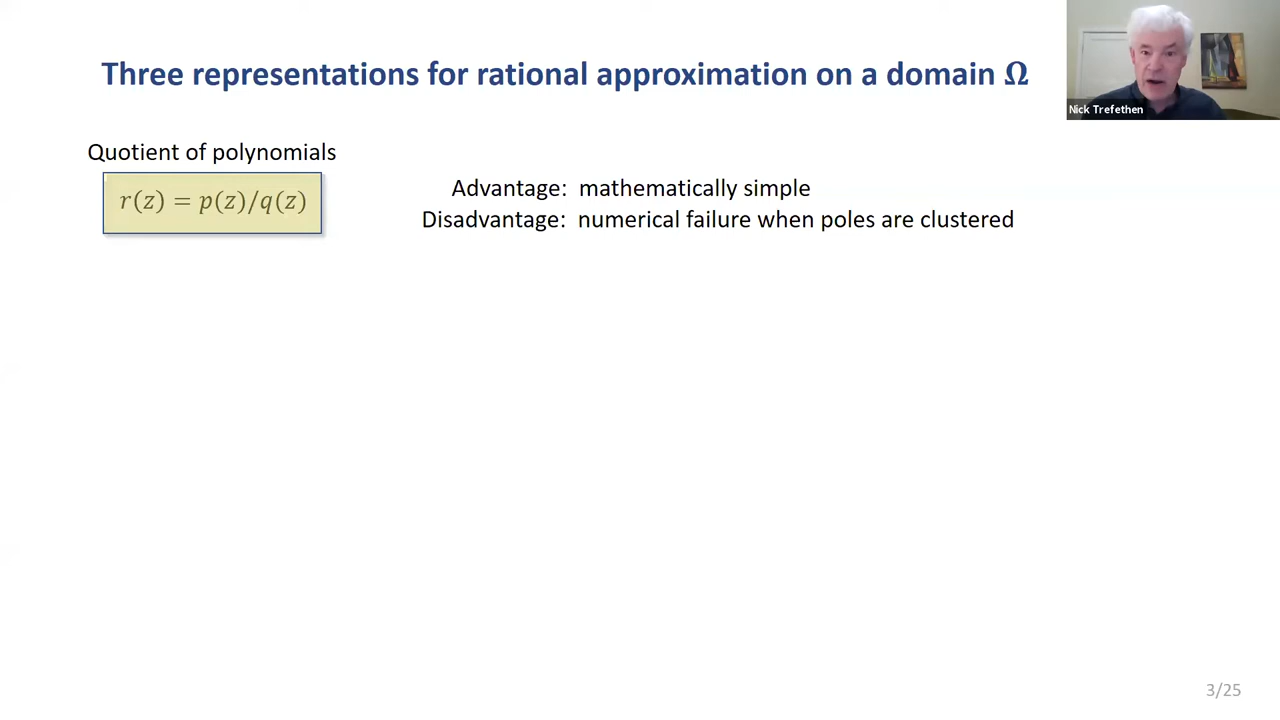 Three representations for rational approximation on a domain Ω
Nick Trefethen
Quotient of polynomials
r(z) = p(z)/q(z)
Advantage: mathematically simple
Disadvantage: numerical failure when poles are clustered
3/25